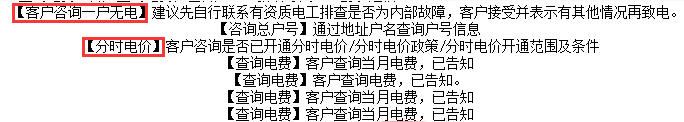 【客户咨询一户无电】建议先自行联系有资质电工排查是否为内部故障，客户接受并表示有其他情况再致电。
【咨询总户号】通过地址户名查询户号信息
【分时电价】客户咨询是否已开通分时电价/分时电价政策/分时电价开通范围及条件
【查询电费】客户查询当月电费，已告知
【查询电费】客户查询当月电费，已告知。
【查询电费】客户查询当月电费，已告知
【查询电费】客户查询当月电费，已告知